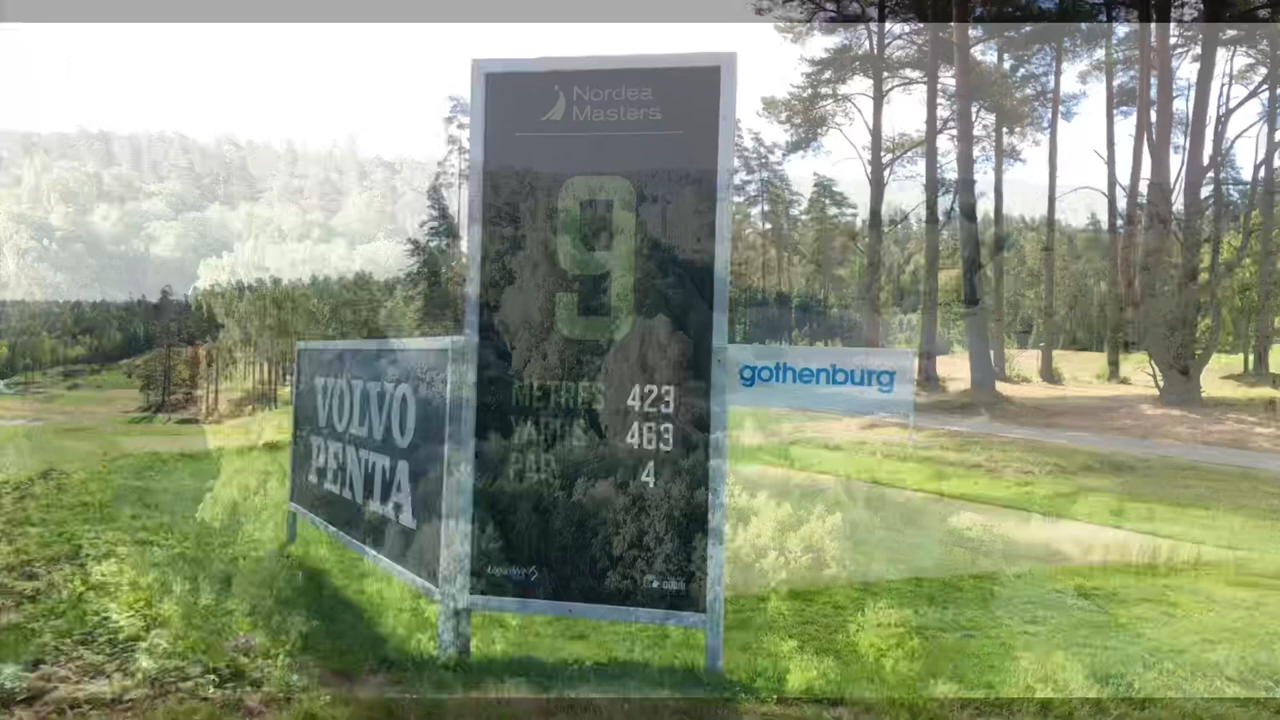 Nordea
Masters
9
METRES 423
YARDS 463
PAR 4
VOLVO
PENTA
gothenburg